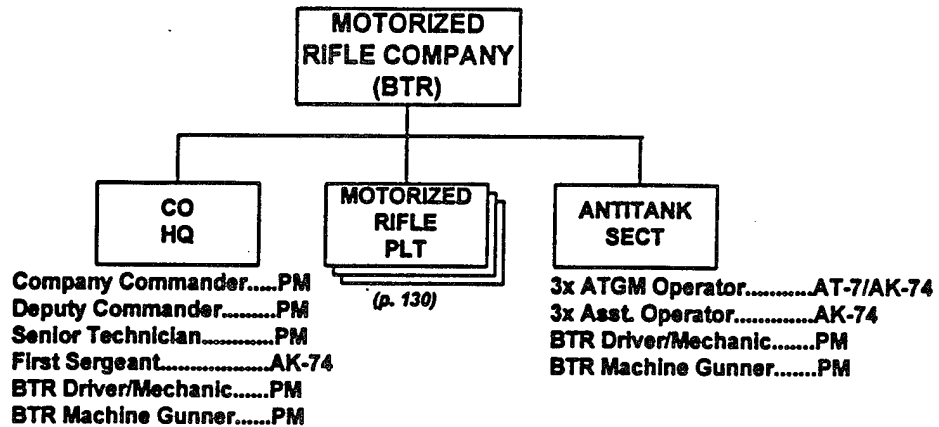 MOTORIZED
RIFLE COMPANY
(BTR)
CO
HQ
MOTORIZED
RIFLE
PLT
(p. 130)
ANTITANK
SECT
Company Commander.....PM
Deputy Commander..........PM
Senior Technician.............PM
First Sergeant....................AK-74
BTR Driver/Mechanic......PM
BTR Machine Gunner......PM
3x ATGM Operator............AT-7/AK-74
3x Asst. Operator..............AK-74
BTR Driver/Mechanic.......PM
BTR Machine Gunner.......PM